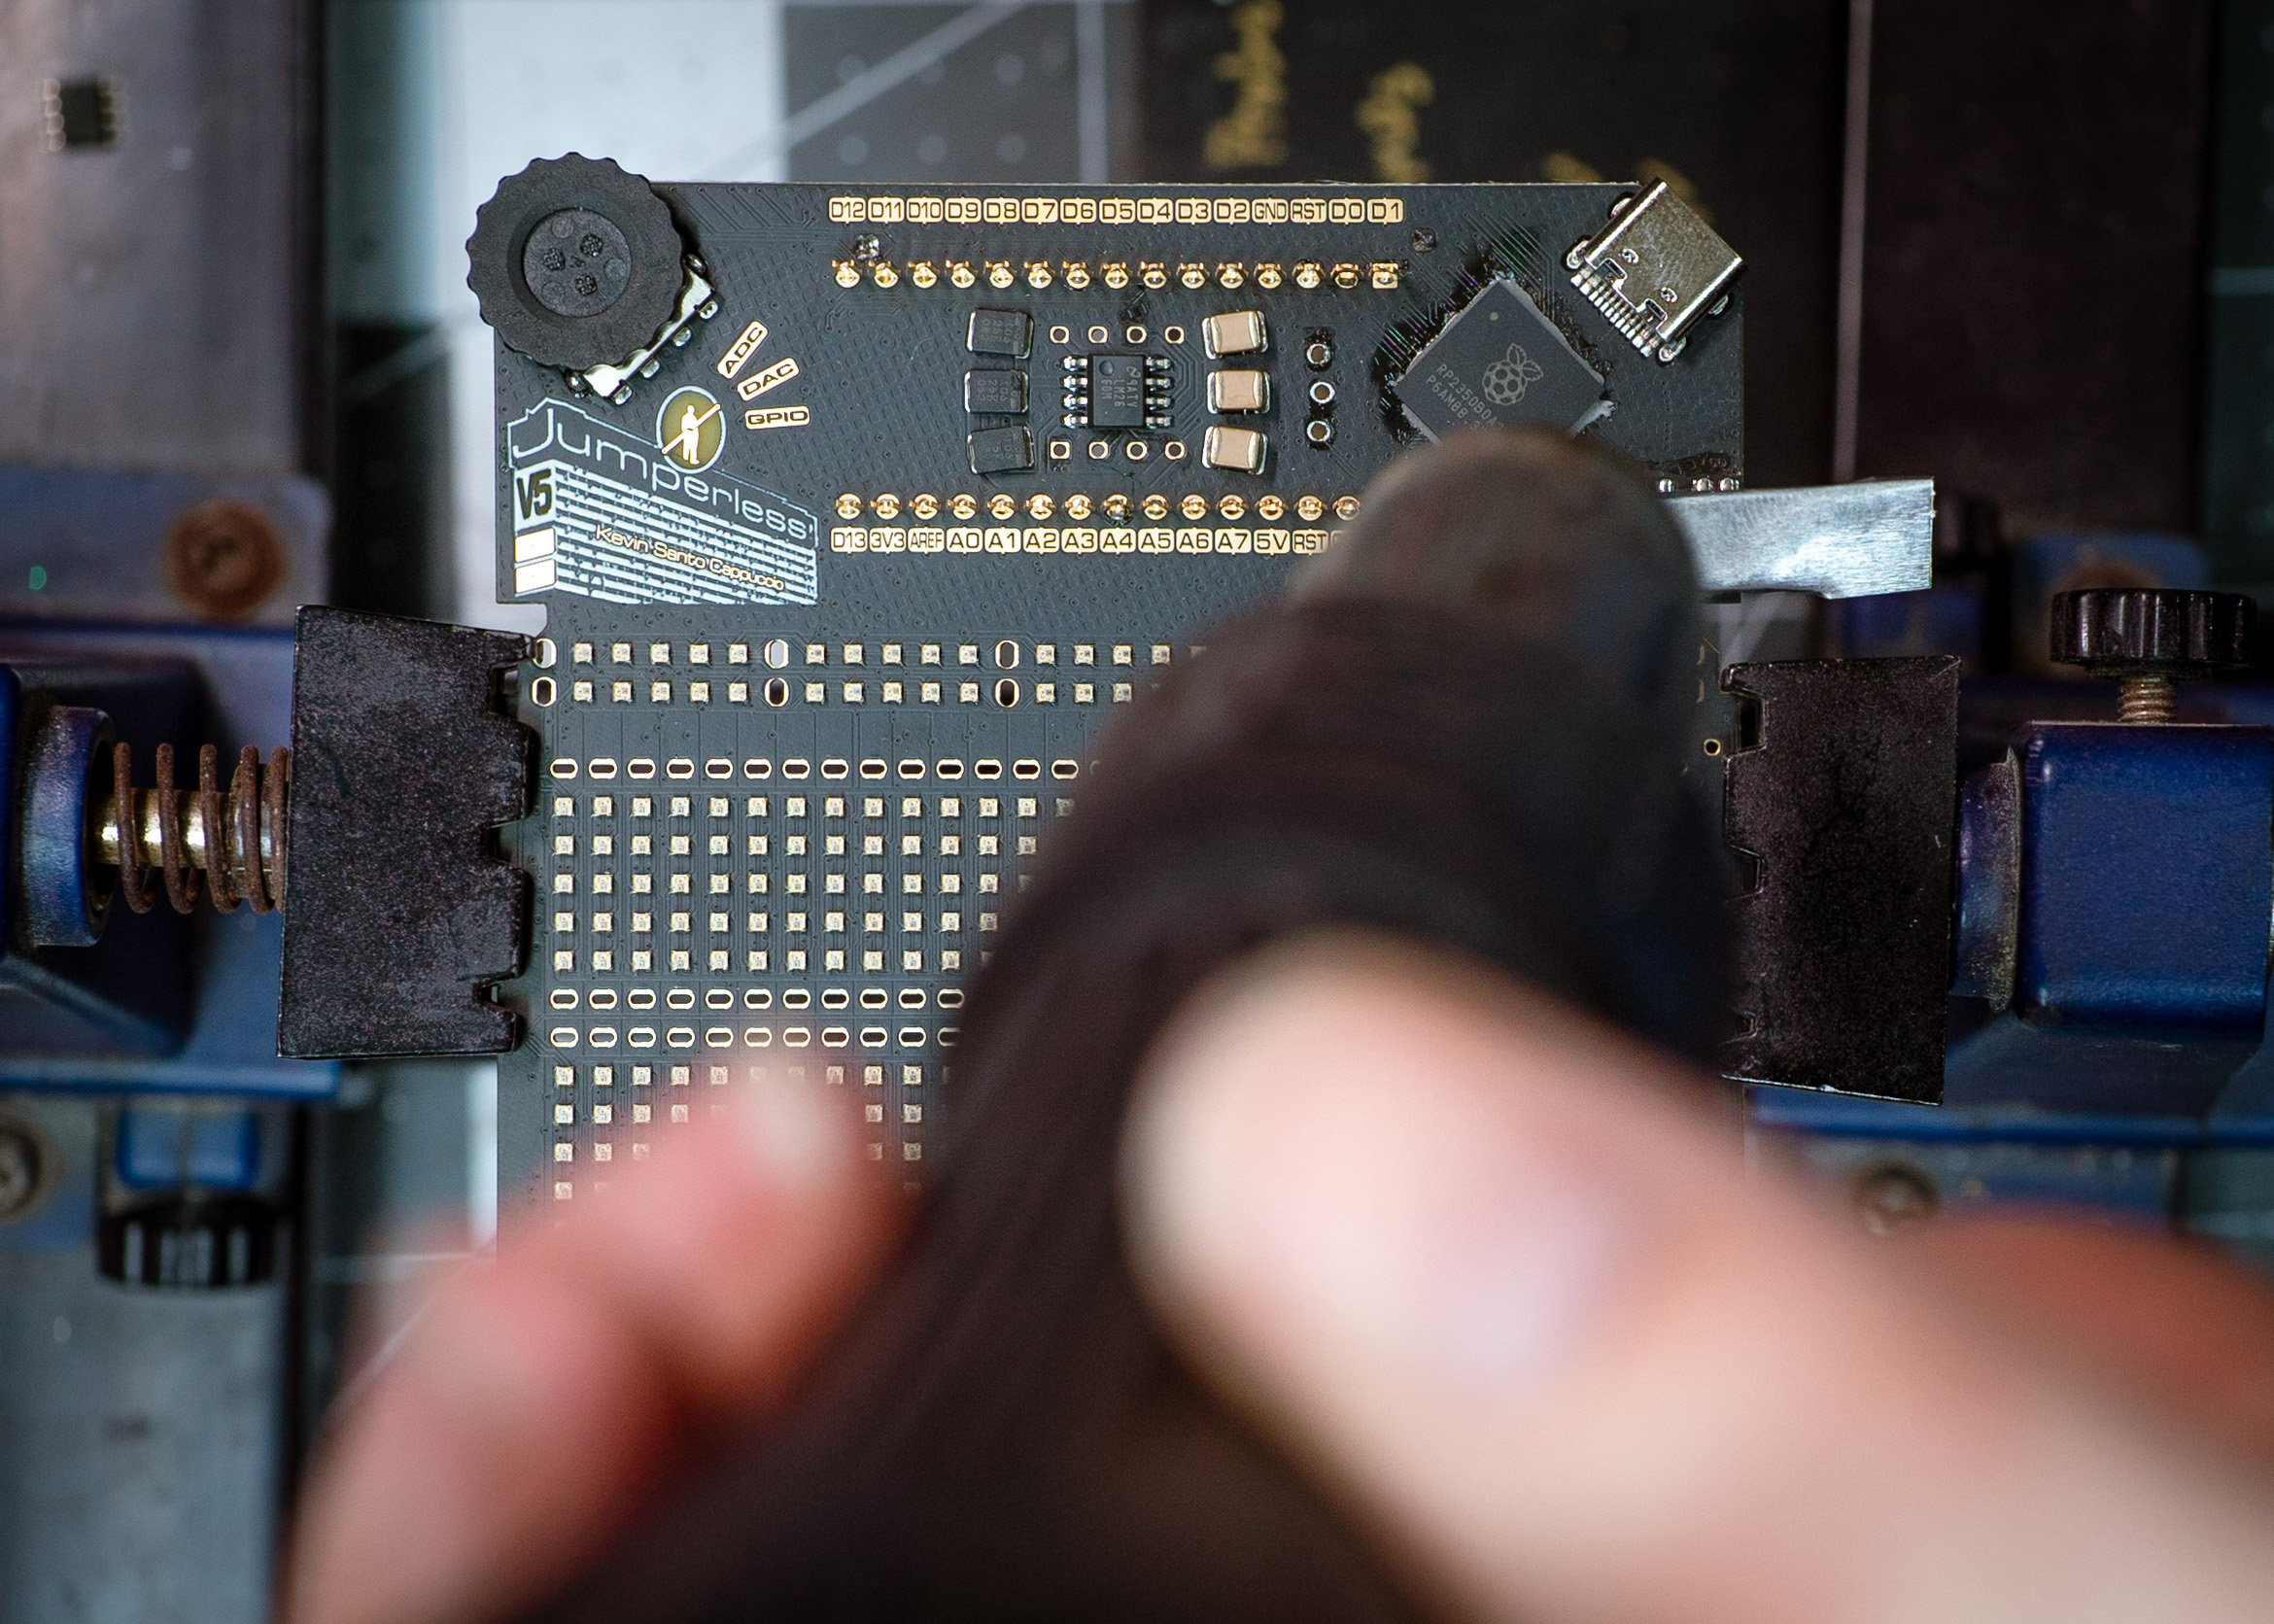 D12 D11 D10 D9 D8 D7 D6 D5 D4 D3 D2 GND RST D0 D1
ADC
DAC
GPIO
Jumperless
V5
Kevin Santo Cappuccio
RP2350B0A
D13 3V3 AREF A0 A1 A2 A3 A4 A5 A6 A7 5V RST